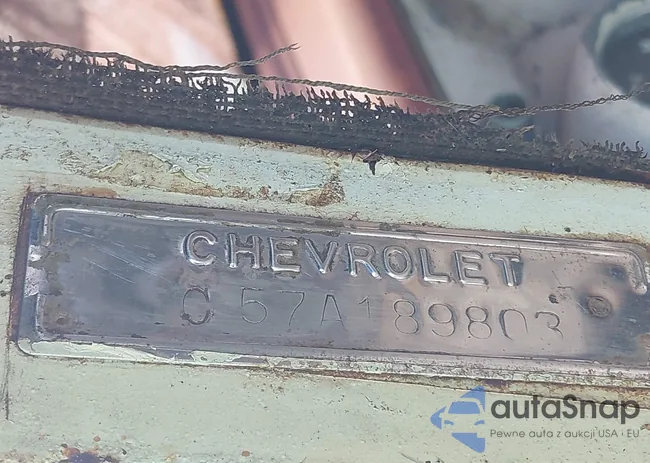 CHEVROLET
C57A189803
autaSnap
Pewne auta z aukcji USA i EU